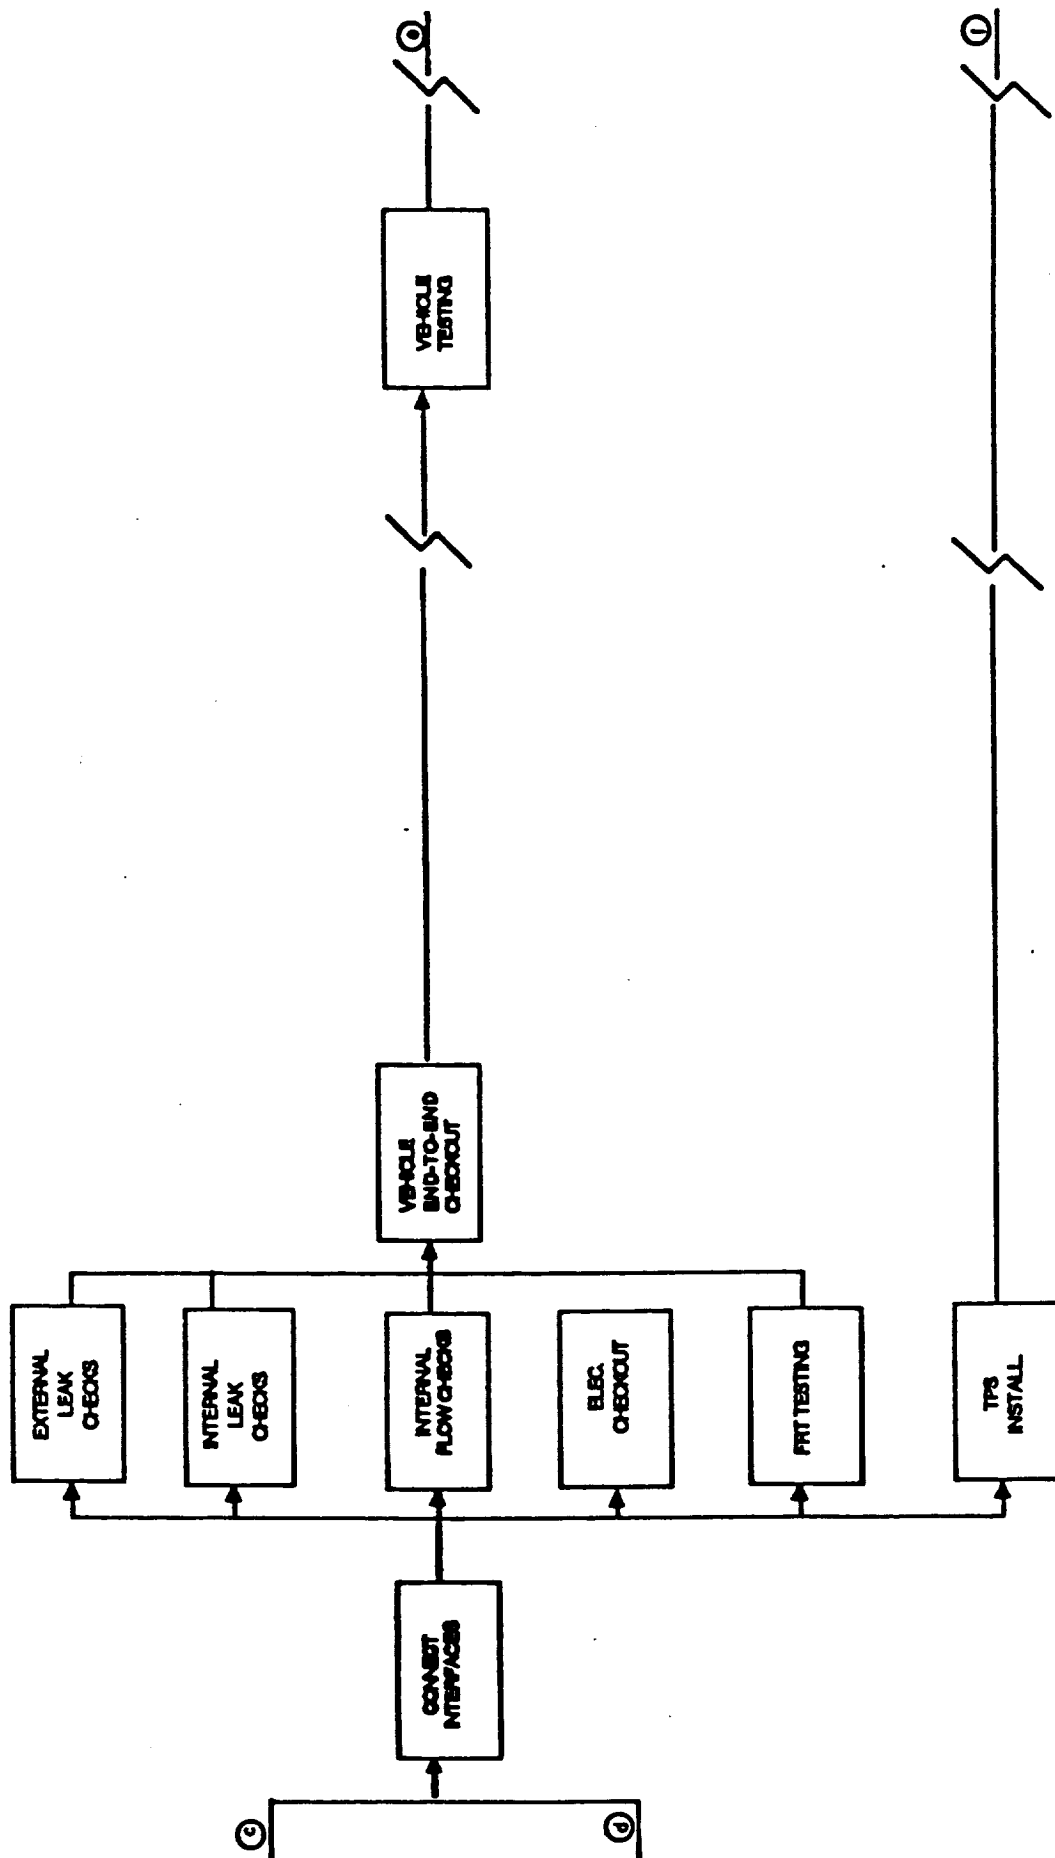 c
d
CONNECT
INTERFACES
EXTERNAL
LEAK
CHECKS
INTERNAL
LEAK
CHECKS
INTERNAL
FLOW CHECKS
ELEC.
CHECKOUT
FRT TESTING
TPS
INSTALL.
VEHICLE
END-TO-END
CHECKOUT
VEHICLE
TESTING